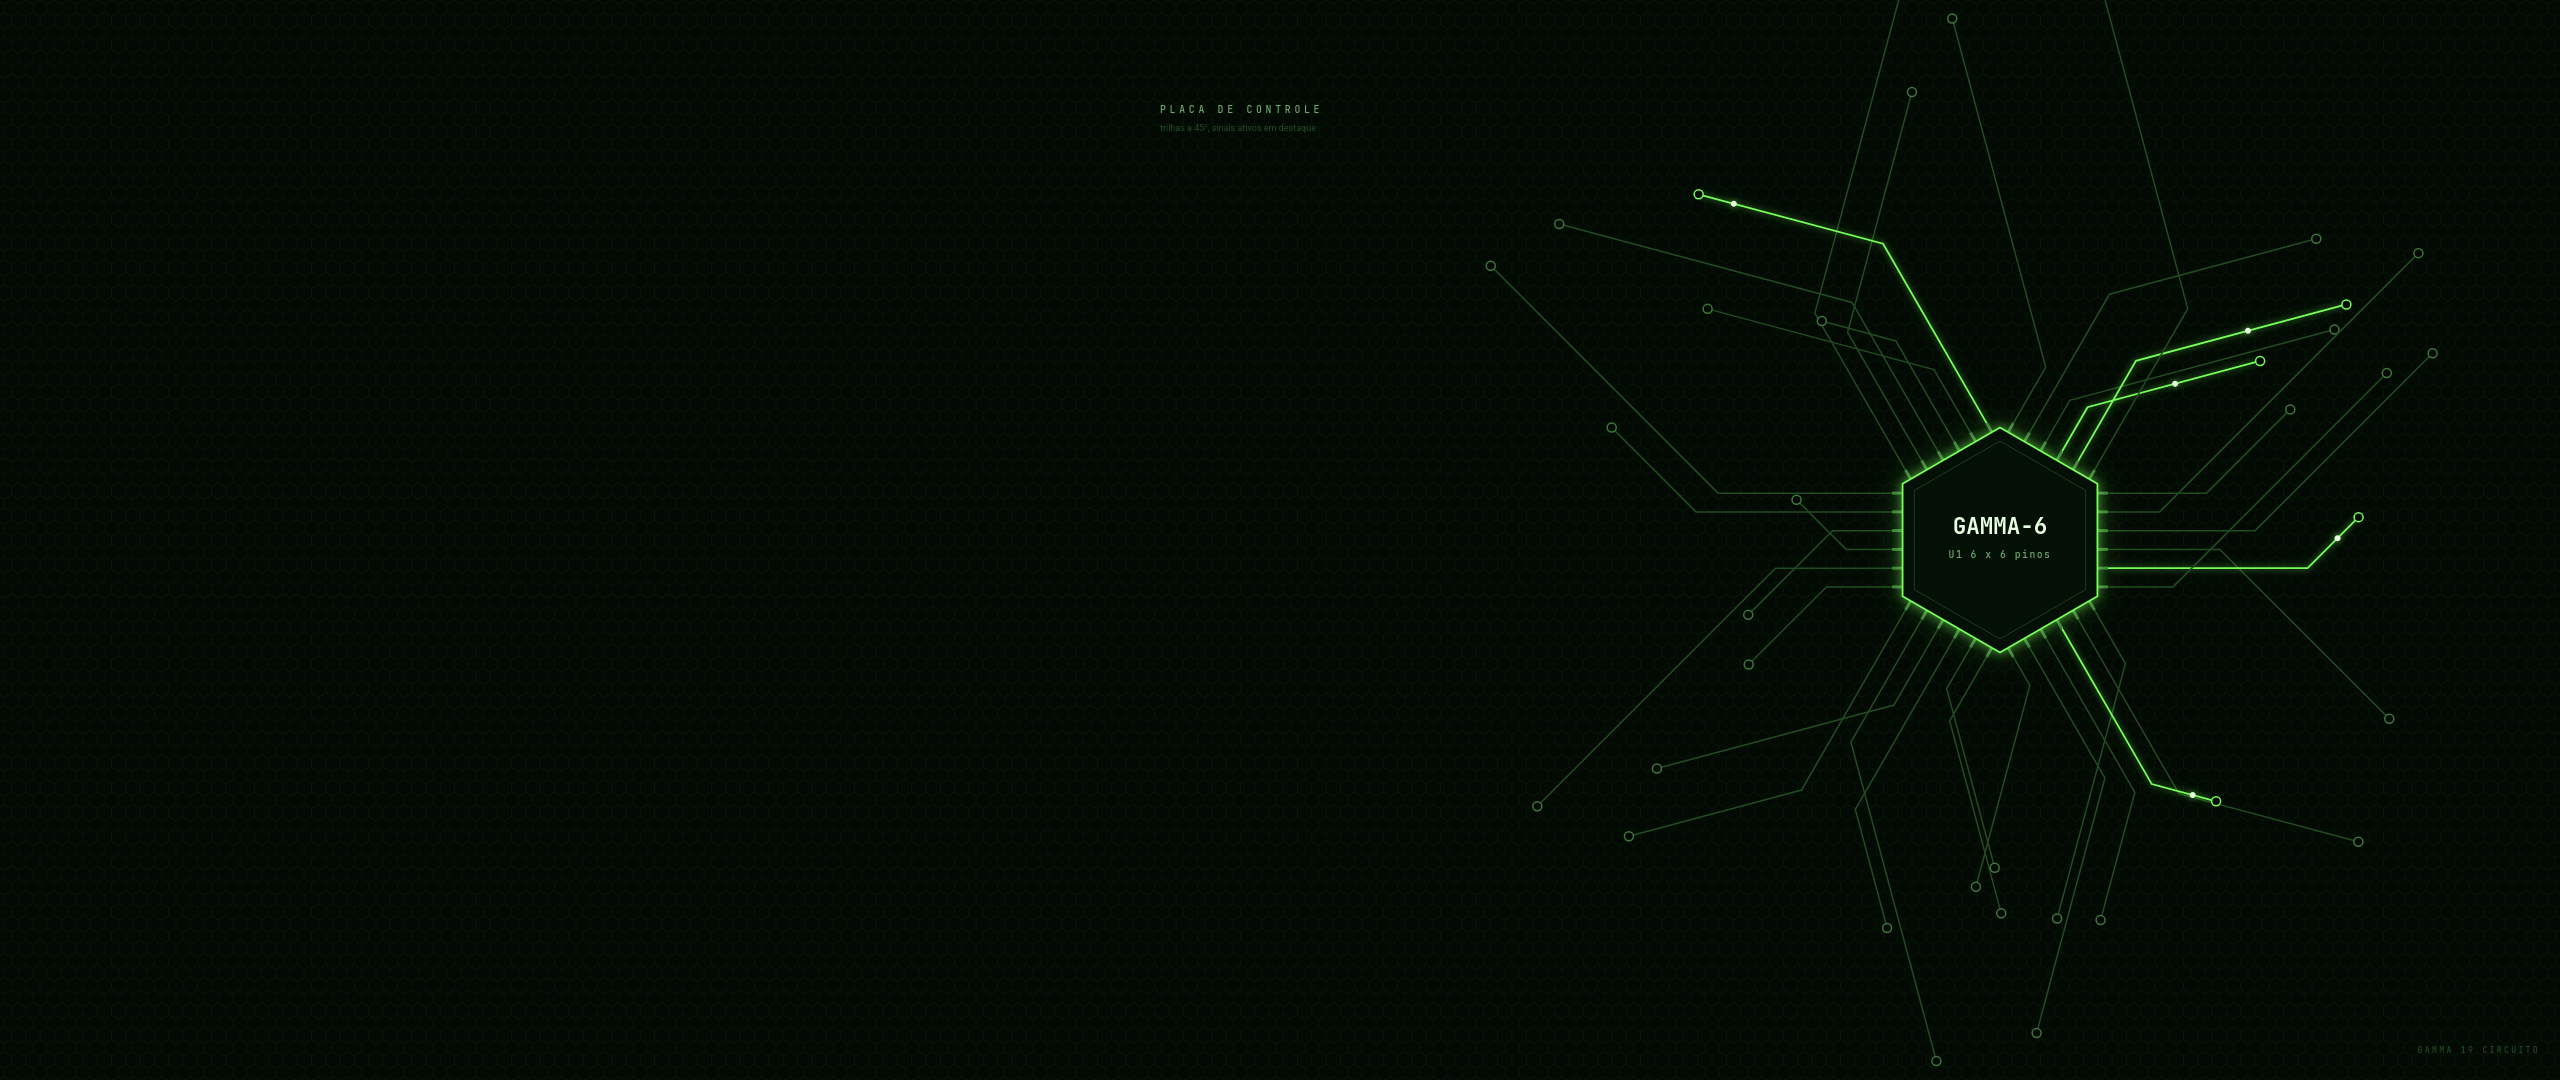 PLACA DE CONTROLE
trilhas a 45°, sinais ativos em destaque
GAMMA-6
U1 6 x 6 pinos
GAMMA 19 CIRCUITO